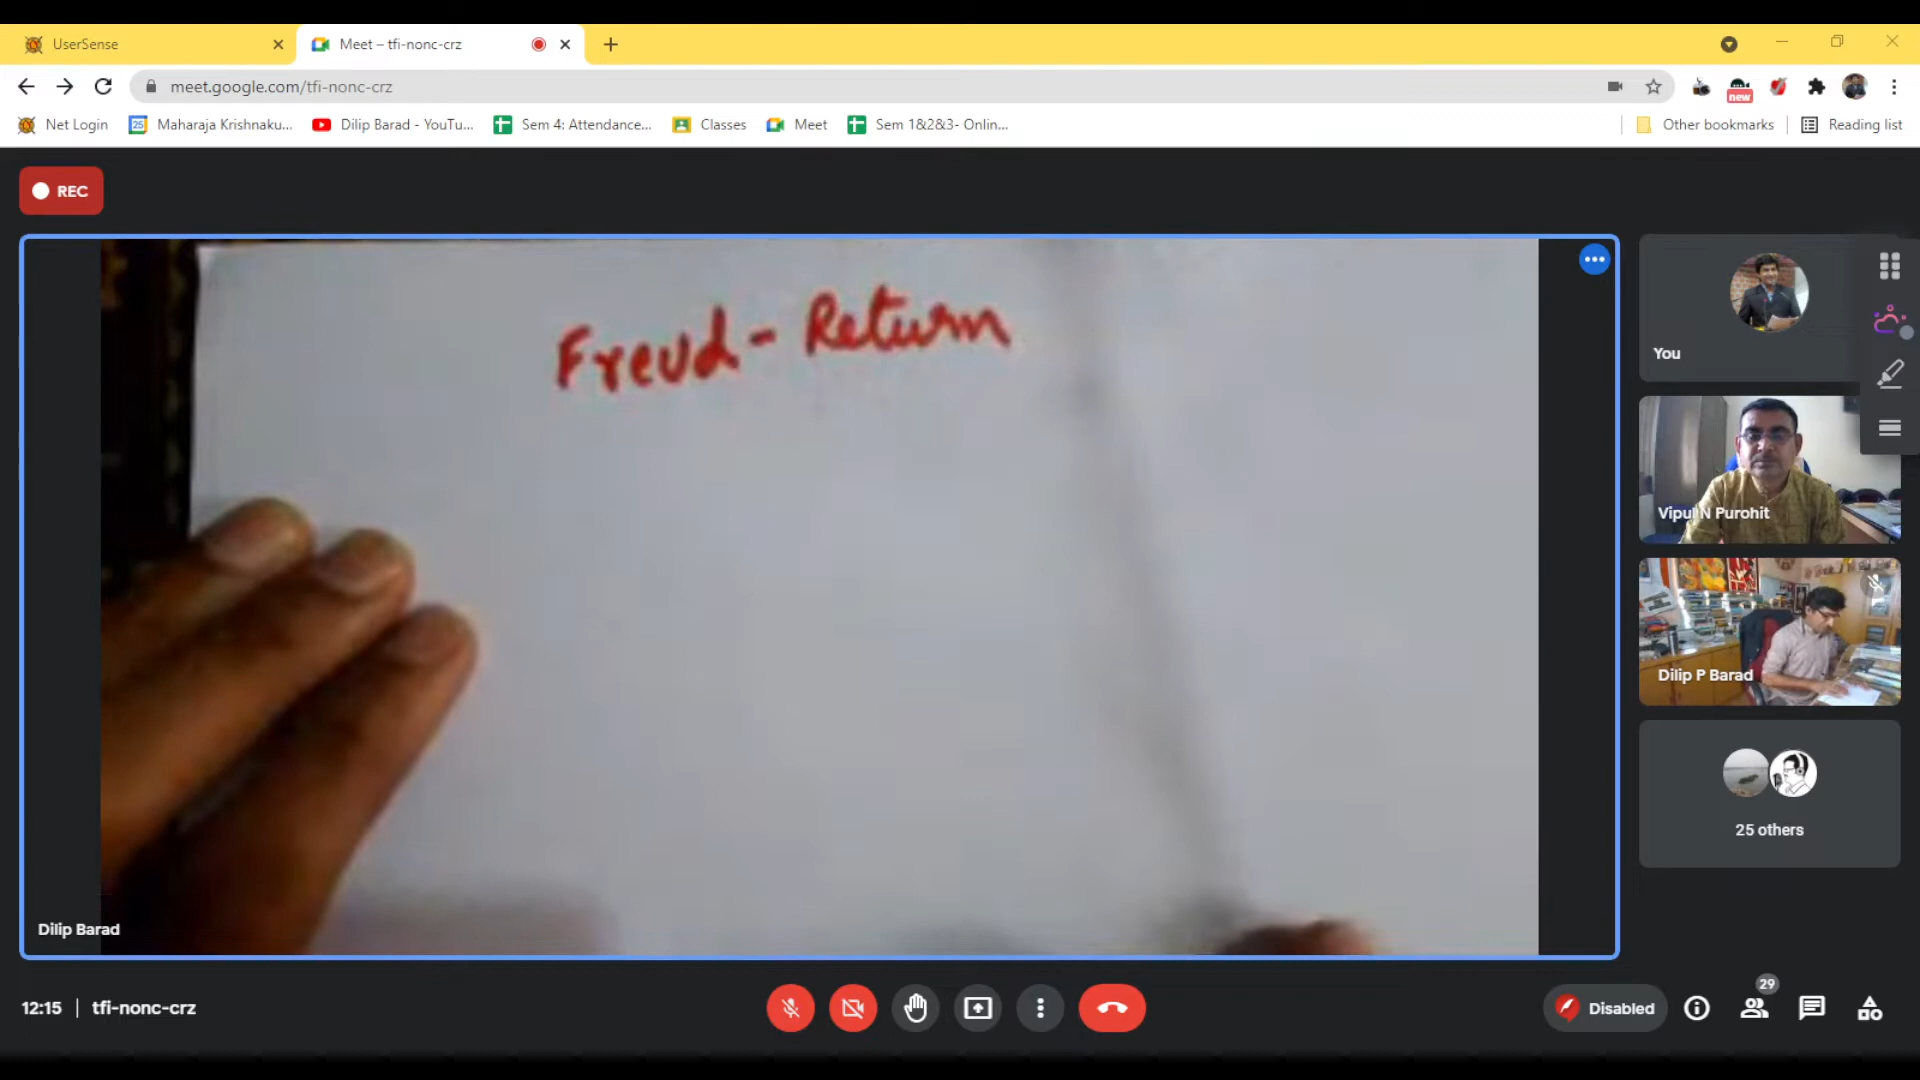 UserSense
Meet – tfi-nonc-crz
meet.google.com/tfi-nonc-crz
new
Net Login
25
Maharaja Krishnaku...
Dilip Barad - YouTu...
Sem 4: Attendance...
Classes
Meet
Sem 1&2&3- Onlin...
Other bookmarks
Reading list
REC
Freud - Return
You
Vipul N Purohit
Dilip P Barad
25 others
Dilip Barad
12:15 | tfi-nonc-crz
Disabled
29